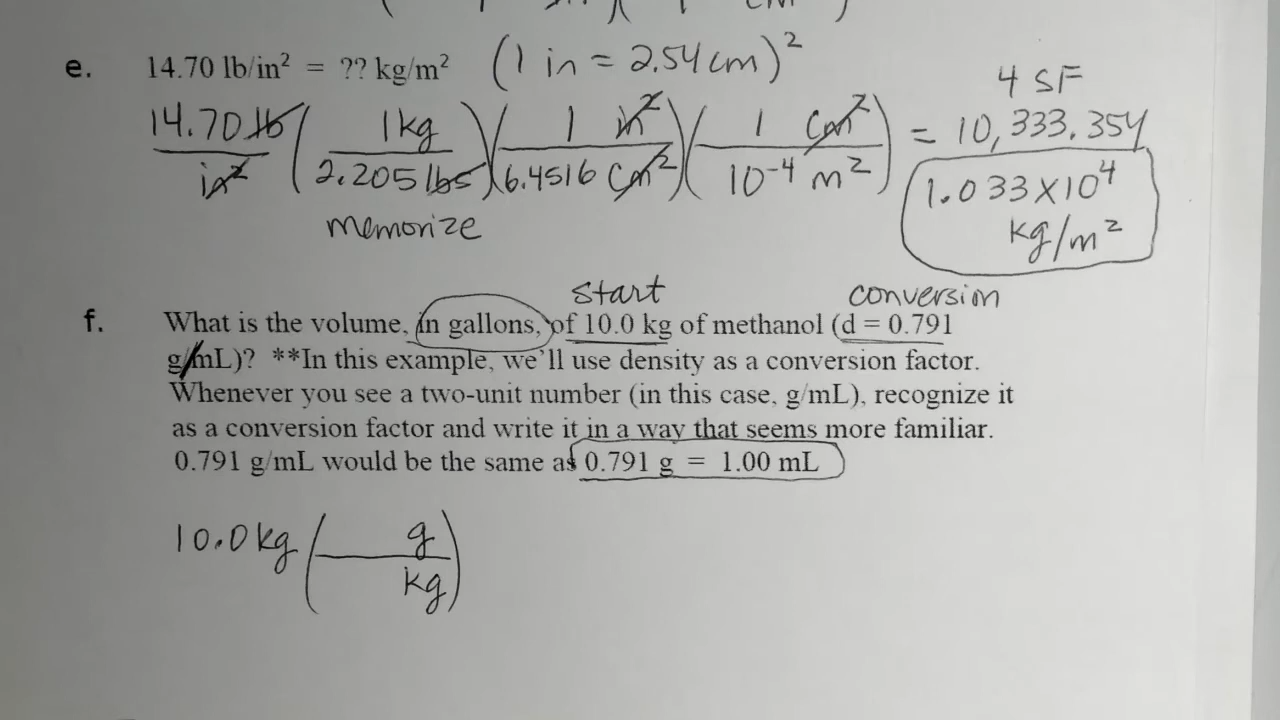 e. 14.70 lb/in² = ?? kg/m² (1 in = 2.54 cm)²
4 SF
14.70 lb/in² (1 kg/2.205 lbs)(1 in²/6.4516 cm²)(1 cm²/10⁻⁴ m²) = 10,333.354
1.033 x 10⁴
kg/m²
memorize
start conversion
f. What is the volume, in gallons, of 10.0 kg of methanol (d = 0.791
g/mL)? **In this example, we'll use density as a conversion factor.
Whenever you see a two-unit number (in this case, g/mL), recognize it
as a conversion factor and write it in a way that seems more familiar.
0.791 g/mL would be the same as 0.791 g = 1.00 mL
10.0 kg ( g/kg)